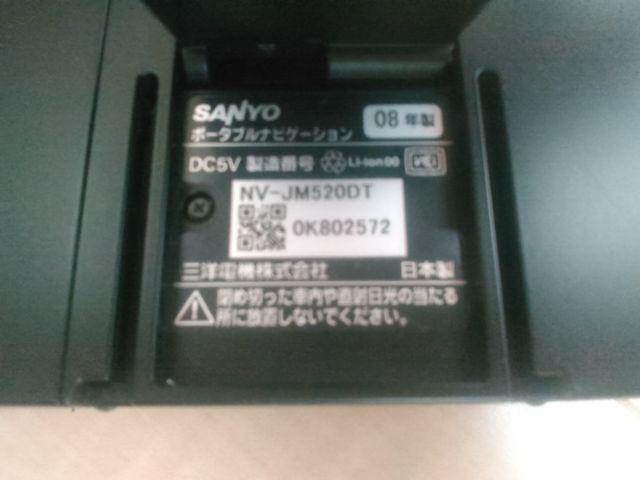 SANYO
08年製
ポータブルナビゲーション
DC5V 製造番号 Li-ion00
NV-JM520DT
0K802572
三洋電機株式会社 日本製
閉め切った車内や直射日光の当たる
所に放置しないでください。